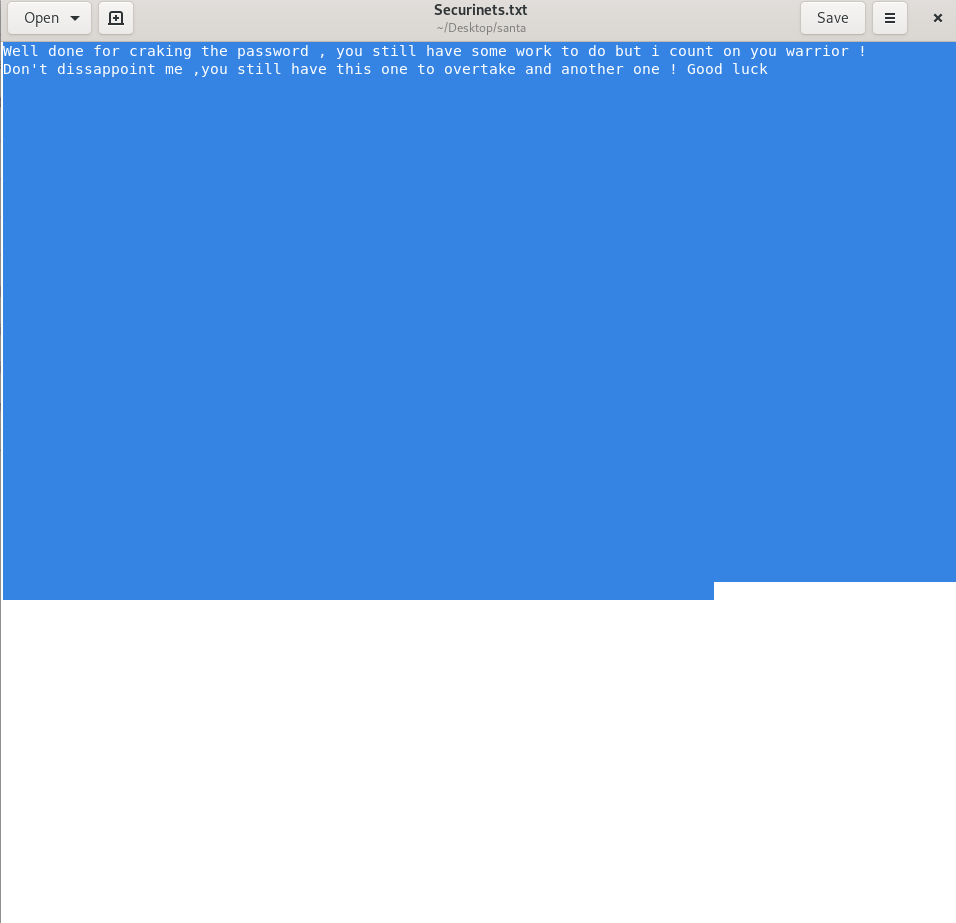 Open
Securinets.txt
~/Desktop/santa
Save
Well done for craking the password , you still have some work to do but i count on you warrior !
Don't dissappoint me ,you still have this one to overtake and another one ! Good luck